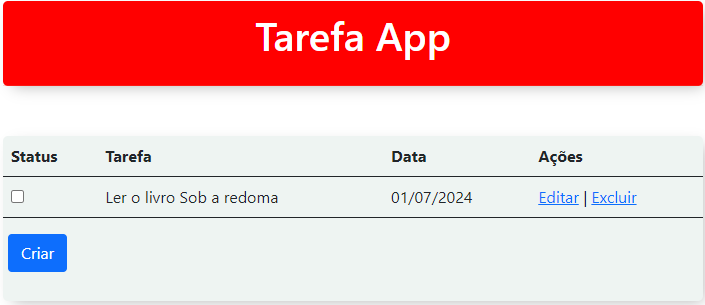 Tarefa App
Status Tarefa Data Ações
Ler o livro Sob a redoma 01/07/2024 Editar | Excluir
Criar